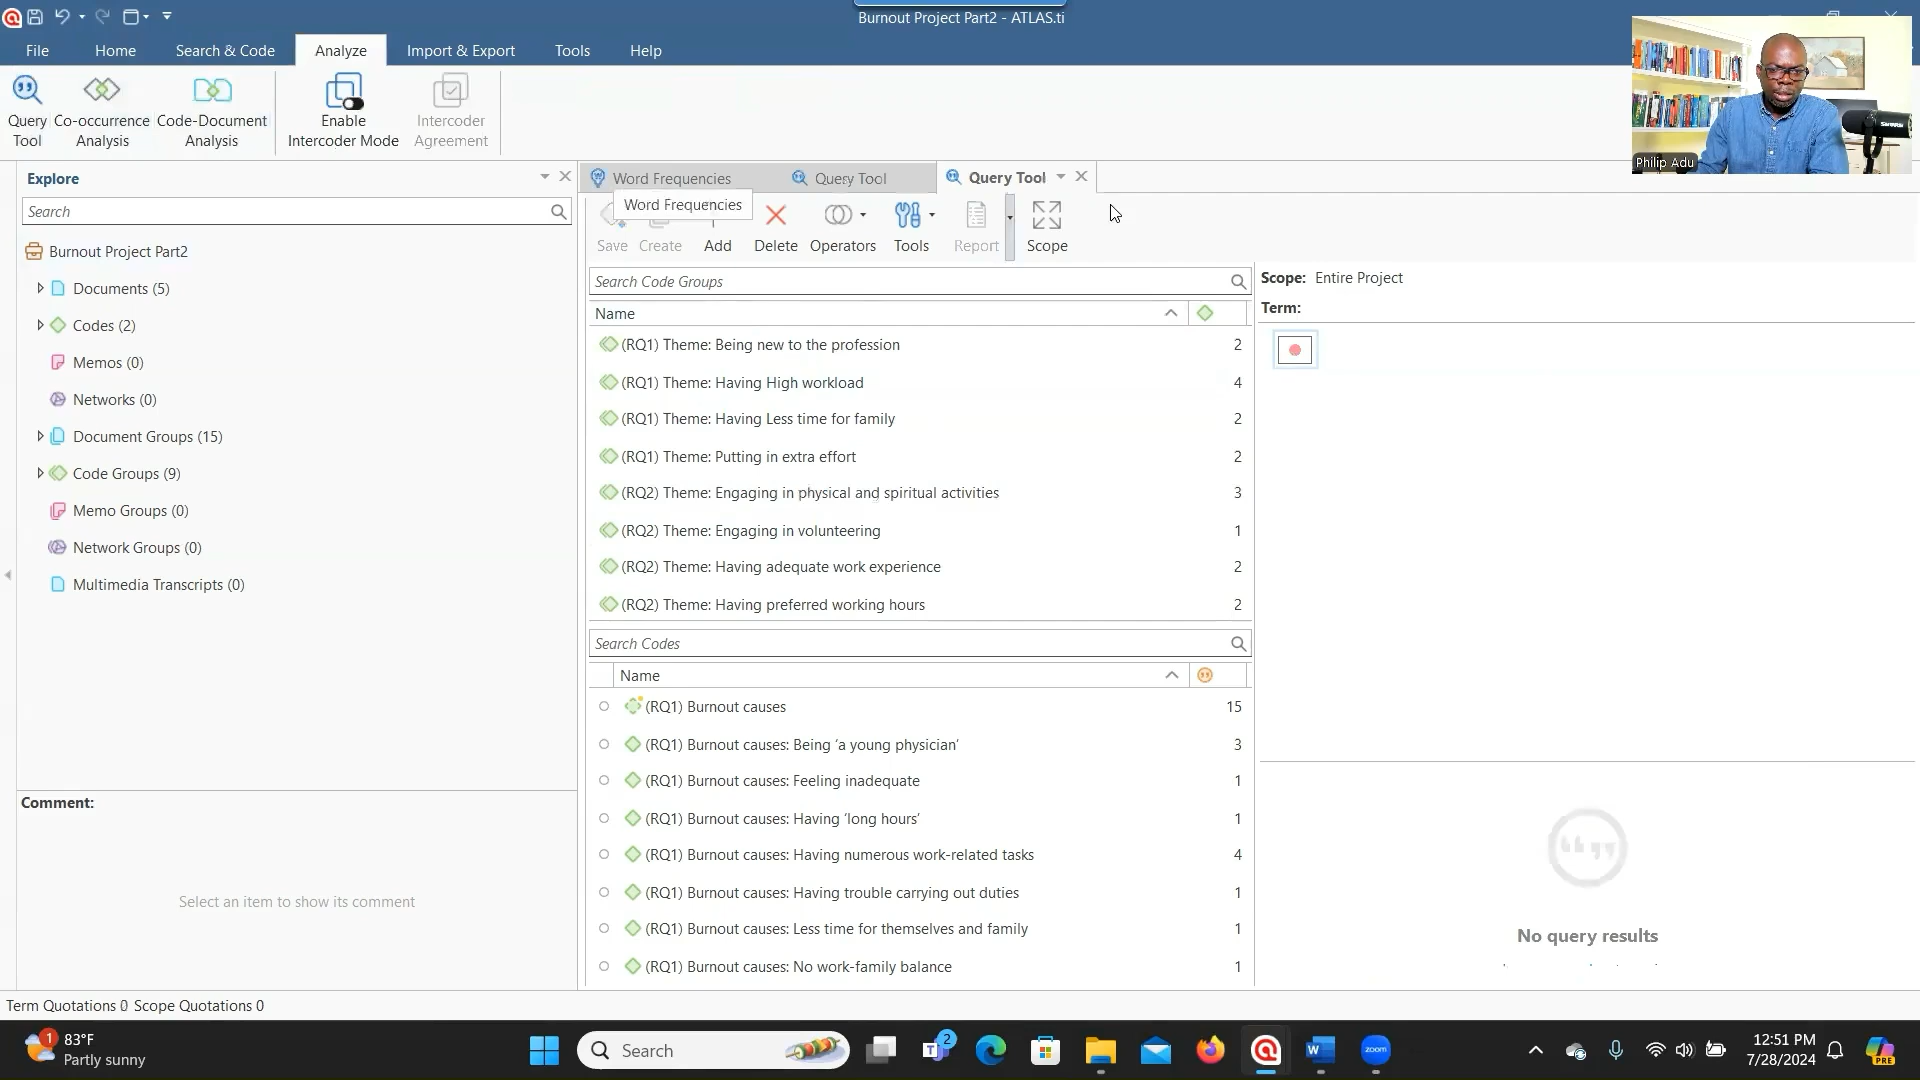 Burnout Project Part2 - ATLAS.ti
File Home Search & Code Analyze Import & Export Tools Help
Query Tool
Co-occurrence Analysis
Code-Document Analysis
Enable Intercoder Mode
Intercoder Agreement
Philip Adu
Explore
Search
Burnout Project Part2
Documents (5)
Codes (2)
Memos (0)
Networks (0)
Document Groups (15)
Code Groups (9)
Memo Groups (0)
Network Groups (0)
Multimedia Transcripts (0)
Comment:
Select an item to show its comment
Word Frequencies Query Tool Query Tool
Word Frequencies
Save Create Add Delete Operators Tools Report Scope
Search Code Groups
Name
(RQ1) Theme: Being new to the profession 2
(RQ1) Theme: Having High workload 4
(RQ1) Theme: Having Less time for family 2
(RQ1) Theme: Putting in extra effort 2
(RQ2) Theme: Engaging in physical and spiritual activities 3
(RQ2) Theme: Engaging in volunteering 1
(RQ2) Theme: Having adequate work experience 2
(RQ2) Theme: Having preferred working hours 2
Search Codes
Name
(RQ1) Burnout causes 15
(RQ1) Burnout causes: Being ‘a young physician’ 3
(RQ1) Burnout causes: Feeling inadequate 1
(RQ1) Burnout causes: Having ‘long hours’ 1
(RQ1) Burnout causes: Having numerous work-related tasks 4
(RQ1) Burnout causes: Having trouble carrying out duties 1
(RQ1) Burnout causes: Less time for themselves and family 1
(RQ1) Burnout causes: No work-family balance 1
Scope: Entire Project
Term:
No query results
Term Quotations 0 Scope Quotations 0
1
83°F
Partly sunny
Search
2
zoom
12:51 PM
7/28/2024
PRE